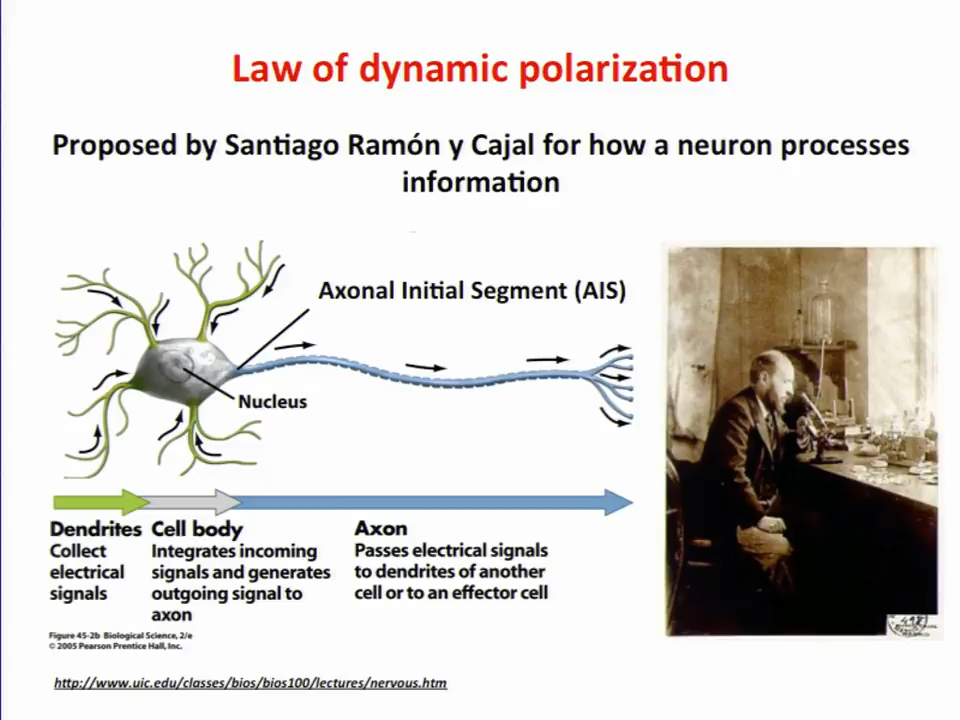 Law of dynamic polarization
Proposed by Santiago Ramón y Cajal for how a neuron processes
information
Axonal Initial Segment (AIS)
Nucleus
Dendrites
Collect
electrical
signals
Cell body
Integrates incoming
signals and generates
outgoing signal to
axon
Axon
Passes electrical signals
to dendrites of another
cell or to an effector cell
Figure 45-2b Biological Science, 2/e
© 2005 Pearson Prentice Hall, Inc.
http://www.uic.edu/classes/bios/bios100/lectures/nervous.htm